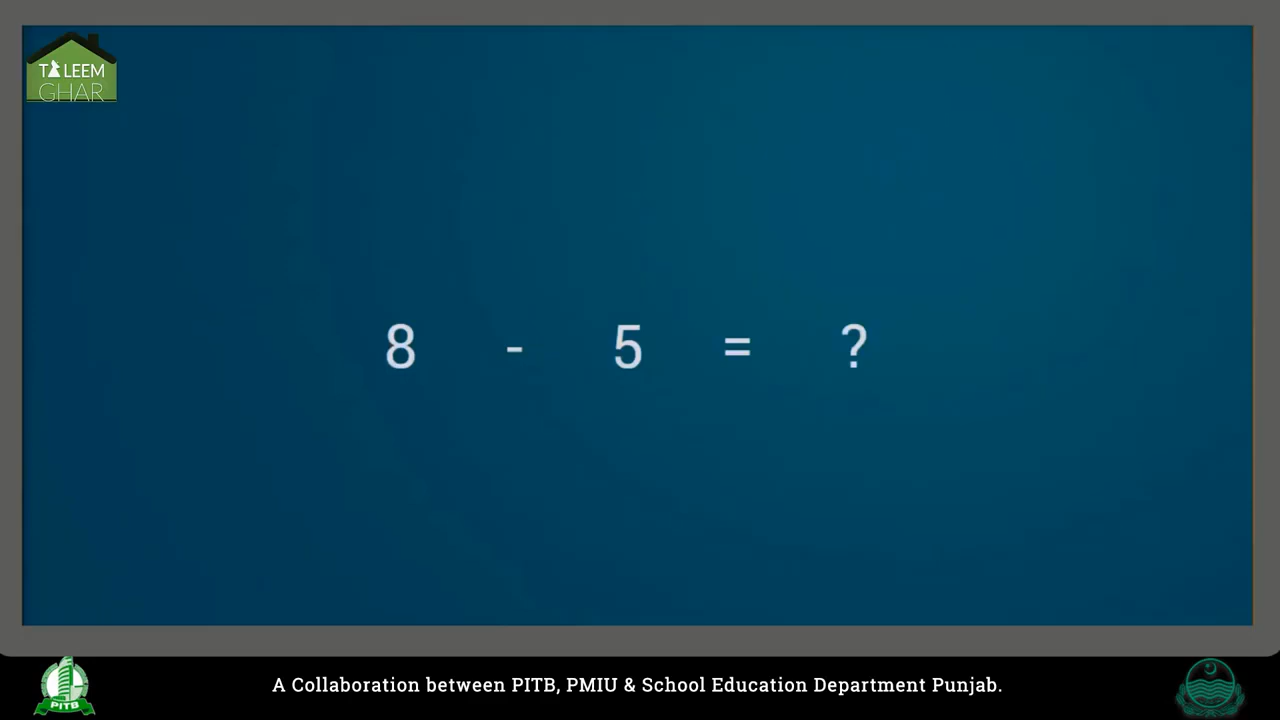 TALEEM
GHAR
8 - 5 = ?
PITB
A Collaboration between PITB, PMIU & School Education Department Punjab.